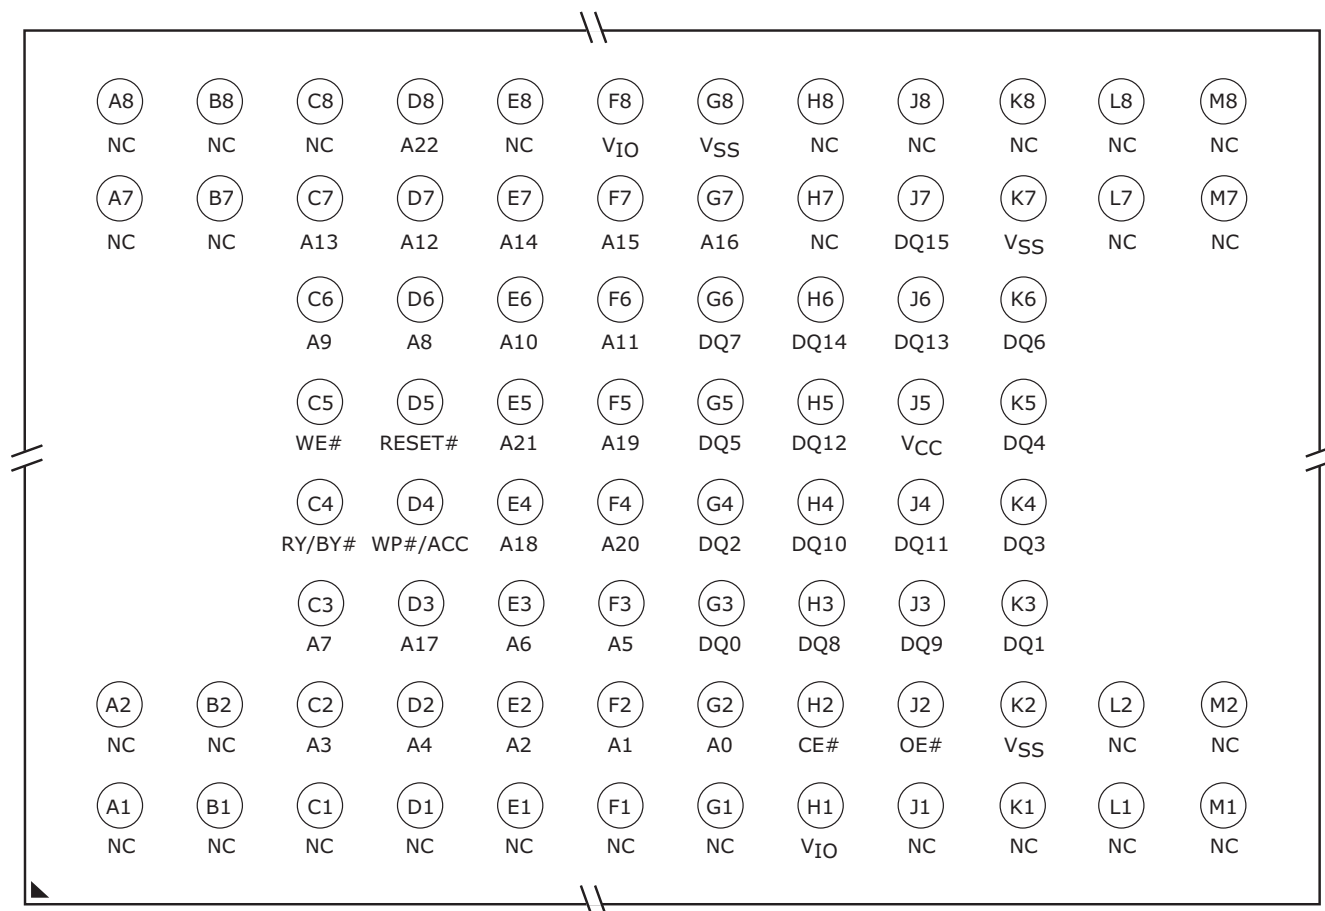 A8 B8 C8 D8 E8 F8 G8 H8 J8 K8 L8 M8
NC NC NC A22 NC VIO VSS NC NC NC NC NC
A7 B7 C7 D7 E7 F7 G7 H7 J7 K7 L7 M7
NC NC A13 A12 A14 A15 A16 NC DQ15 VSS NC NC
C6 D6 E6 F6 G6 H6 J6 K6
A9 A8 A10 A11 DQ7 DQ14 DQ13 DQ6
C5 D5 E5 F5 G5 H5 J5 K5
WE# RESET# A21 A19 DQ5 DQ12 VCC DQ4
C4 D4 E4 F4 G4 H4 J4 K4
RY/BY# WP#/ACC A18 A20 DQ2 DQ10 DQ11 DQ3
C3 D3 E3 F3 G3 H3 J3 K3
A7 A17 A6 A5 DQ0 DQ8 DQ9 DQ1
A2 B2 C2 D2 E2 F2 G2 H2 J2 K2 L2 M2
NC NC A3 A4 A2 A1 A0 CE# OE# VSS NC NC
A1 B1 C1 D1 E1 F1 G1 H1 J1 K1 L1 M1
NC NC NC NC NC NC NC VIO NC NC NC NC